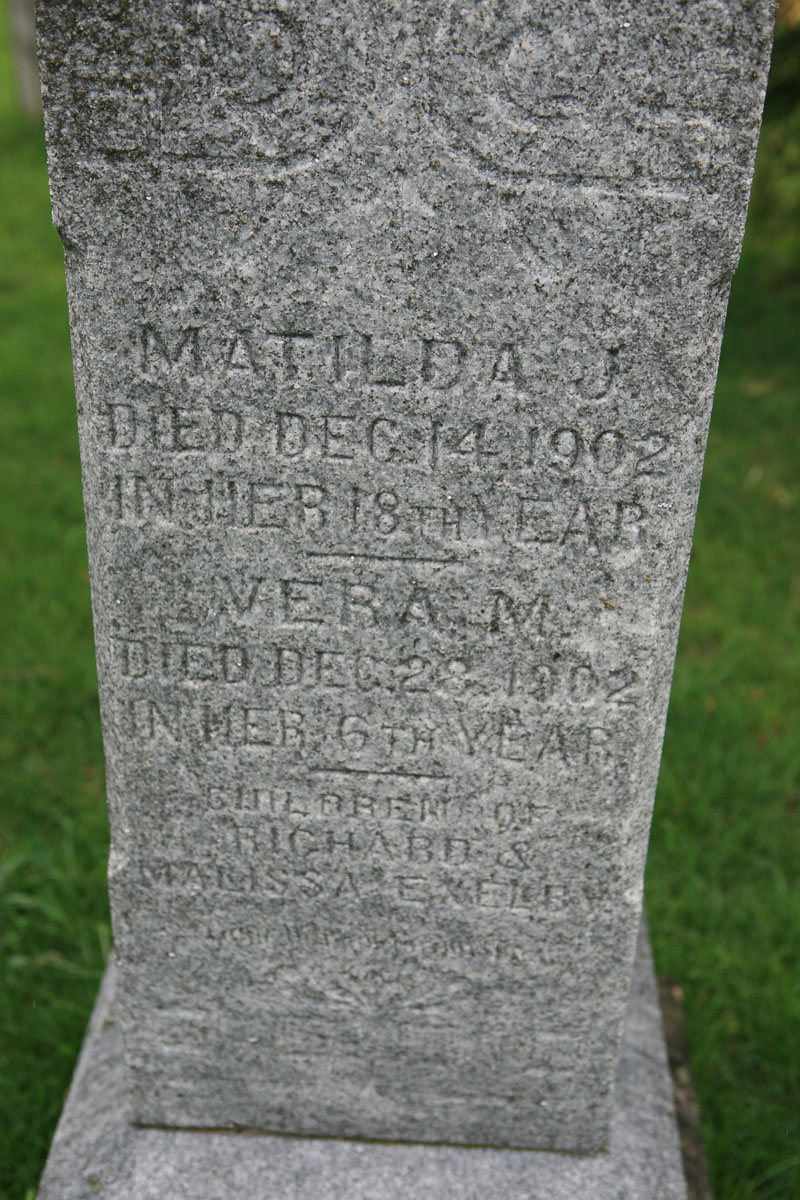 MATILDA J.
DIED DEC. 14. 1902
IN HER 18TH YEAR
VERA M.
DIED DEC. 28. 1902
IN HER 6TH YEAR
CHILDREN OF
RICHARD &
MALISSA EXELBY